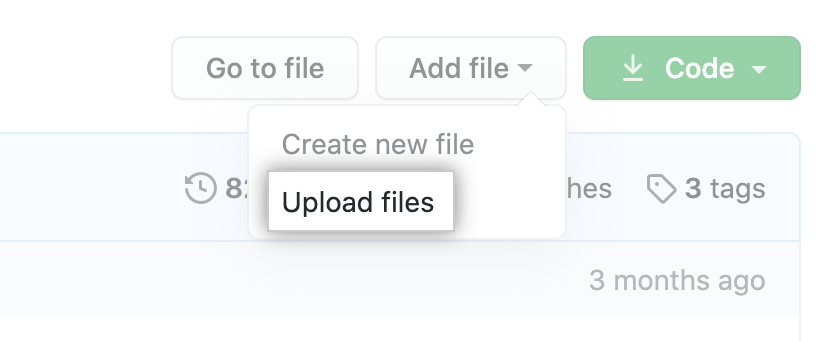 Go to file
Add file
Code
Create new file
Upload files
3 tags
3 months ago